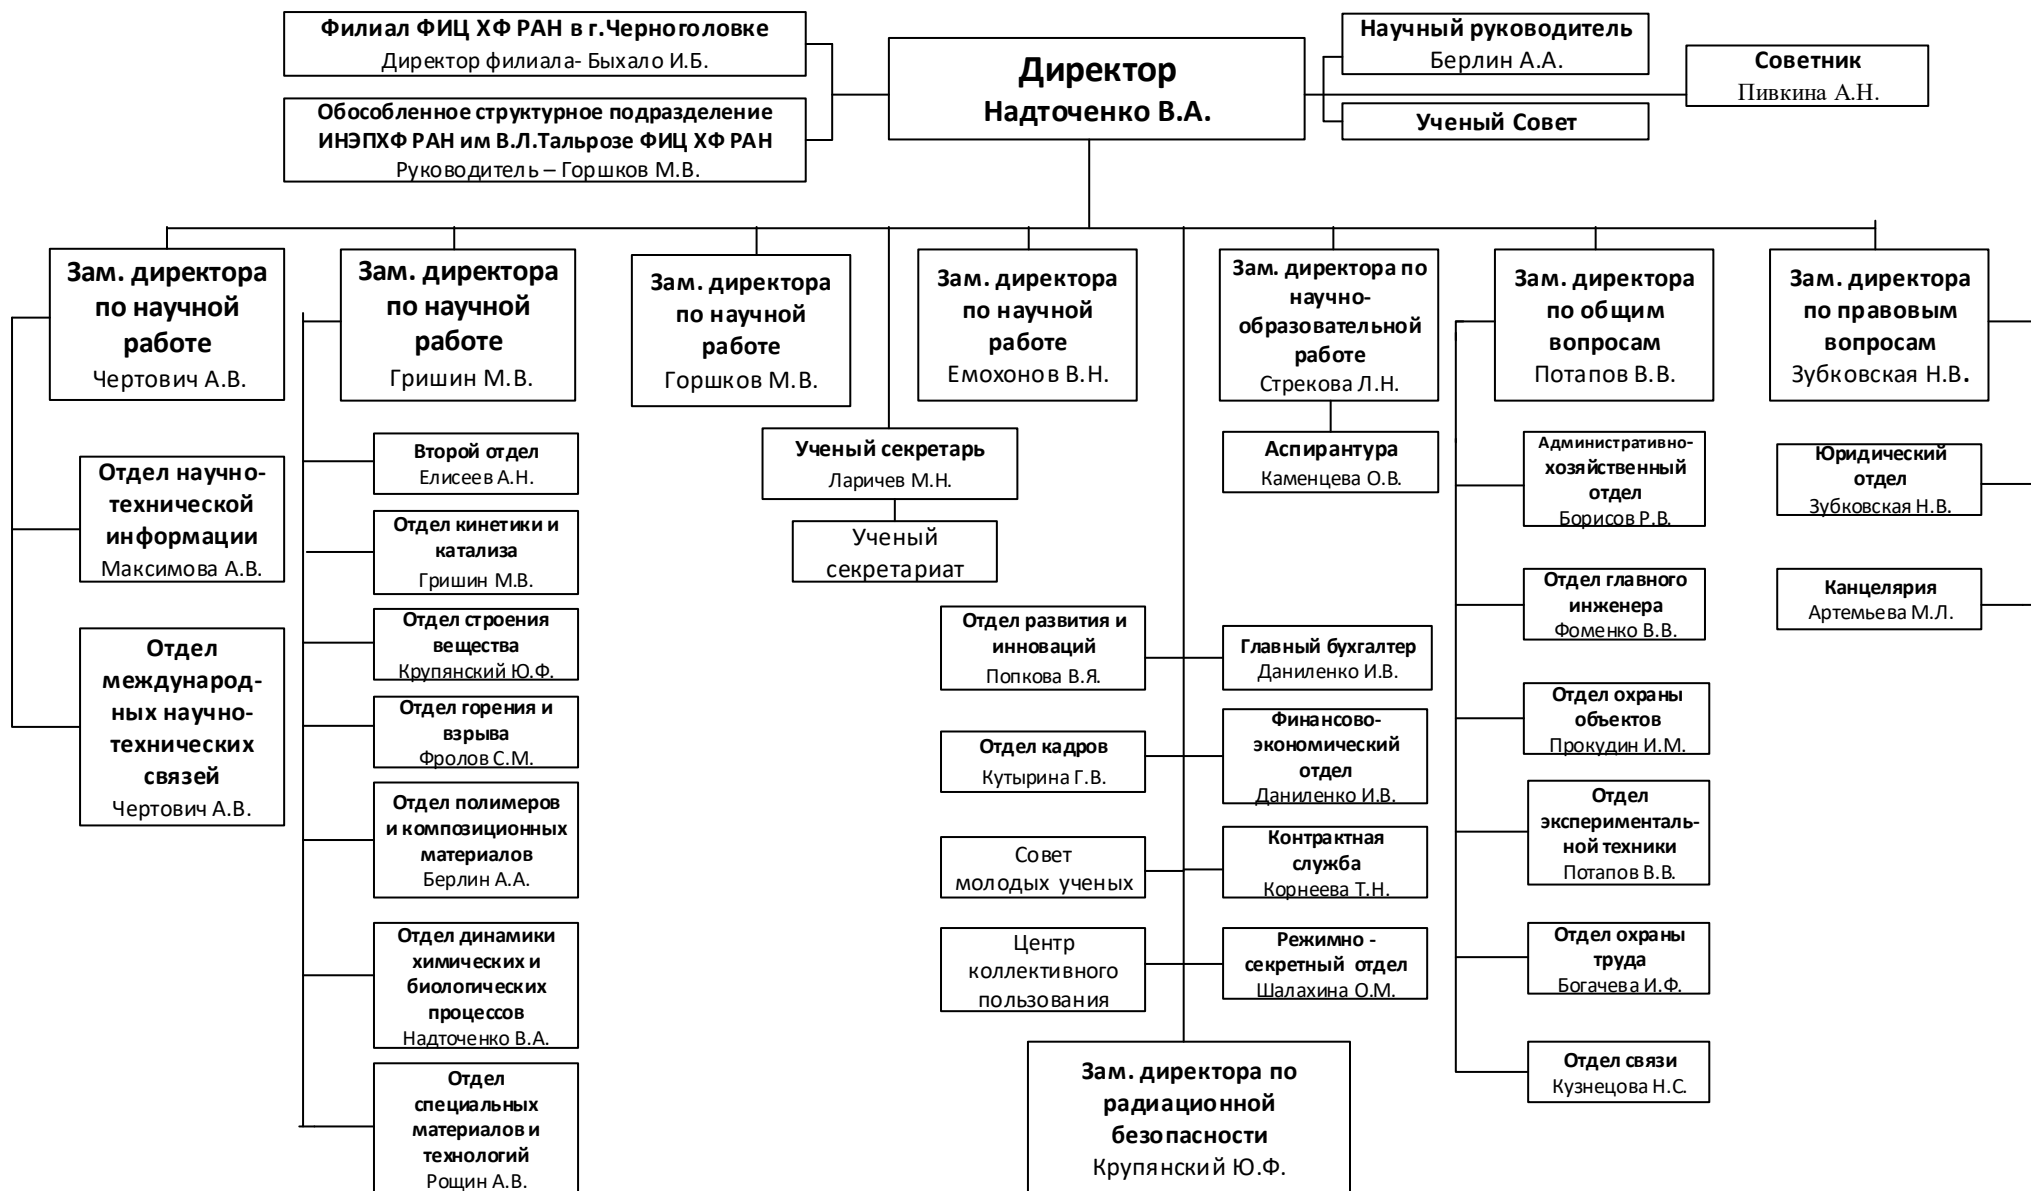 Филиал ФИЦ ХФ РАН в г.Черноголовке
Директор филиала- Быхало И.Б.
Обособленное структурное подразделение
ИНЭПХФ РАН им В.Л.Тальрозе ФИЦ ХФ РАН
Руководитель – Горшков М.В.
Директор
Надточенко В.А.
Научный руководитель
Берлин А.А.
Ученый Совет
Советник
Пивкина А.Н.
Зам. директора
по научной
работе
Чертович А.В.
Зам. директора
по научной
работе
Гришин М.В.
Зам. директора
по научной
работе
Горшков М.В.
Зам. директора
по научной
работе
Емохонов В.Н.
Зам. директора по
научно-
образовательной
работе
Стрекова Л.Н.
Зам. директора
по общим
вопросам
Потапов В.В.
Зам. директора
по правовым
вопросам
Зубковская Н.В.
Отдел научно-
технической
информации
Максимова А.В.
Отдел
международ-
ных научно-
технических
связей
Чертович А.В.
Второй отдел
Елисеев А.Н.
Отдел кинетики и
катализа
Гришин М.В.
Отдел строения
вещества
Крупянский Ю.Ф.
Отдел горения и
взрыва
Фролов С.М.
Отдел полимеров
и композиционных
материалов
Берлин А.А.
Отдел динамики
химических и
биологических
процессов
Надточенко В.А.
Отдел
специальных
материалов и
технологий
Рощин А.В.
Ученый секретарь
Ларичев М.Н.
Ученый
секретариат
Аспирантура
Каменцева О.В.
Отдел развития и
инноваций
Попкова В.Я.
Отдел кадров
Кутырина Г.В.
Совет
молодых ученых
Центр
коллективного
пользования
Главный бухгалтер
Даниленко И.В.
Финансово-
экономический
отдел
Даниленко И.В.
Контрактная
служба
Корнеева Т.Н.
Режимно -
секретный отдел
Шалахина О.М.
Зам. директора по
радиационной
безопасности
Крупянский Ю.Ф.
Административно-
хозяйственный
отдел
Борисов Р.В.
Отдел главного
инженера
Фоменко В.В.
Отдел охраны
объектов
Прокудин И.М.
Отдел
эксперименталь-
ной техники
Потапов В.В.
Отдел охраны
труда
Богачева И.Ф.
Отдел связи
Кузнецова Н.С.
Юридический
отдел
Зубковская Н.В.
Канцелярия
Артемьева М.Л.